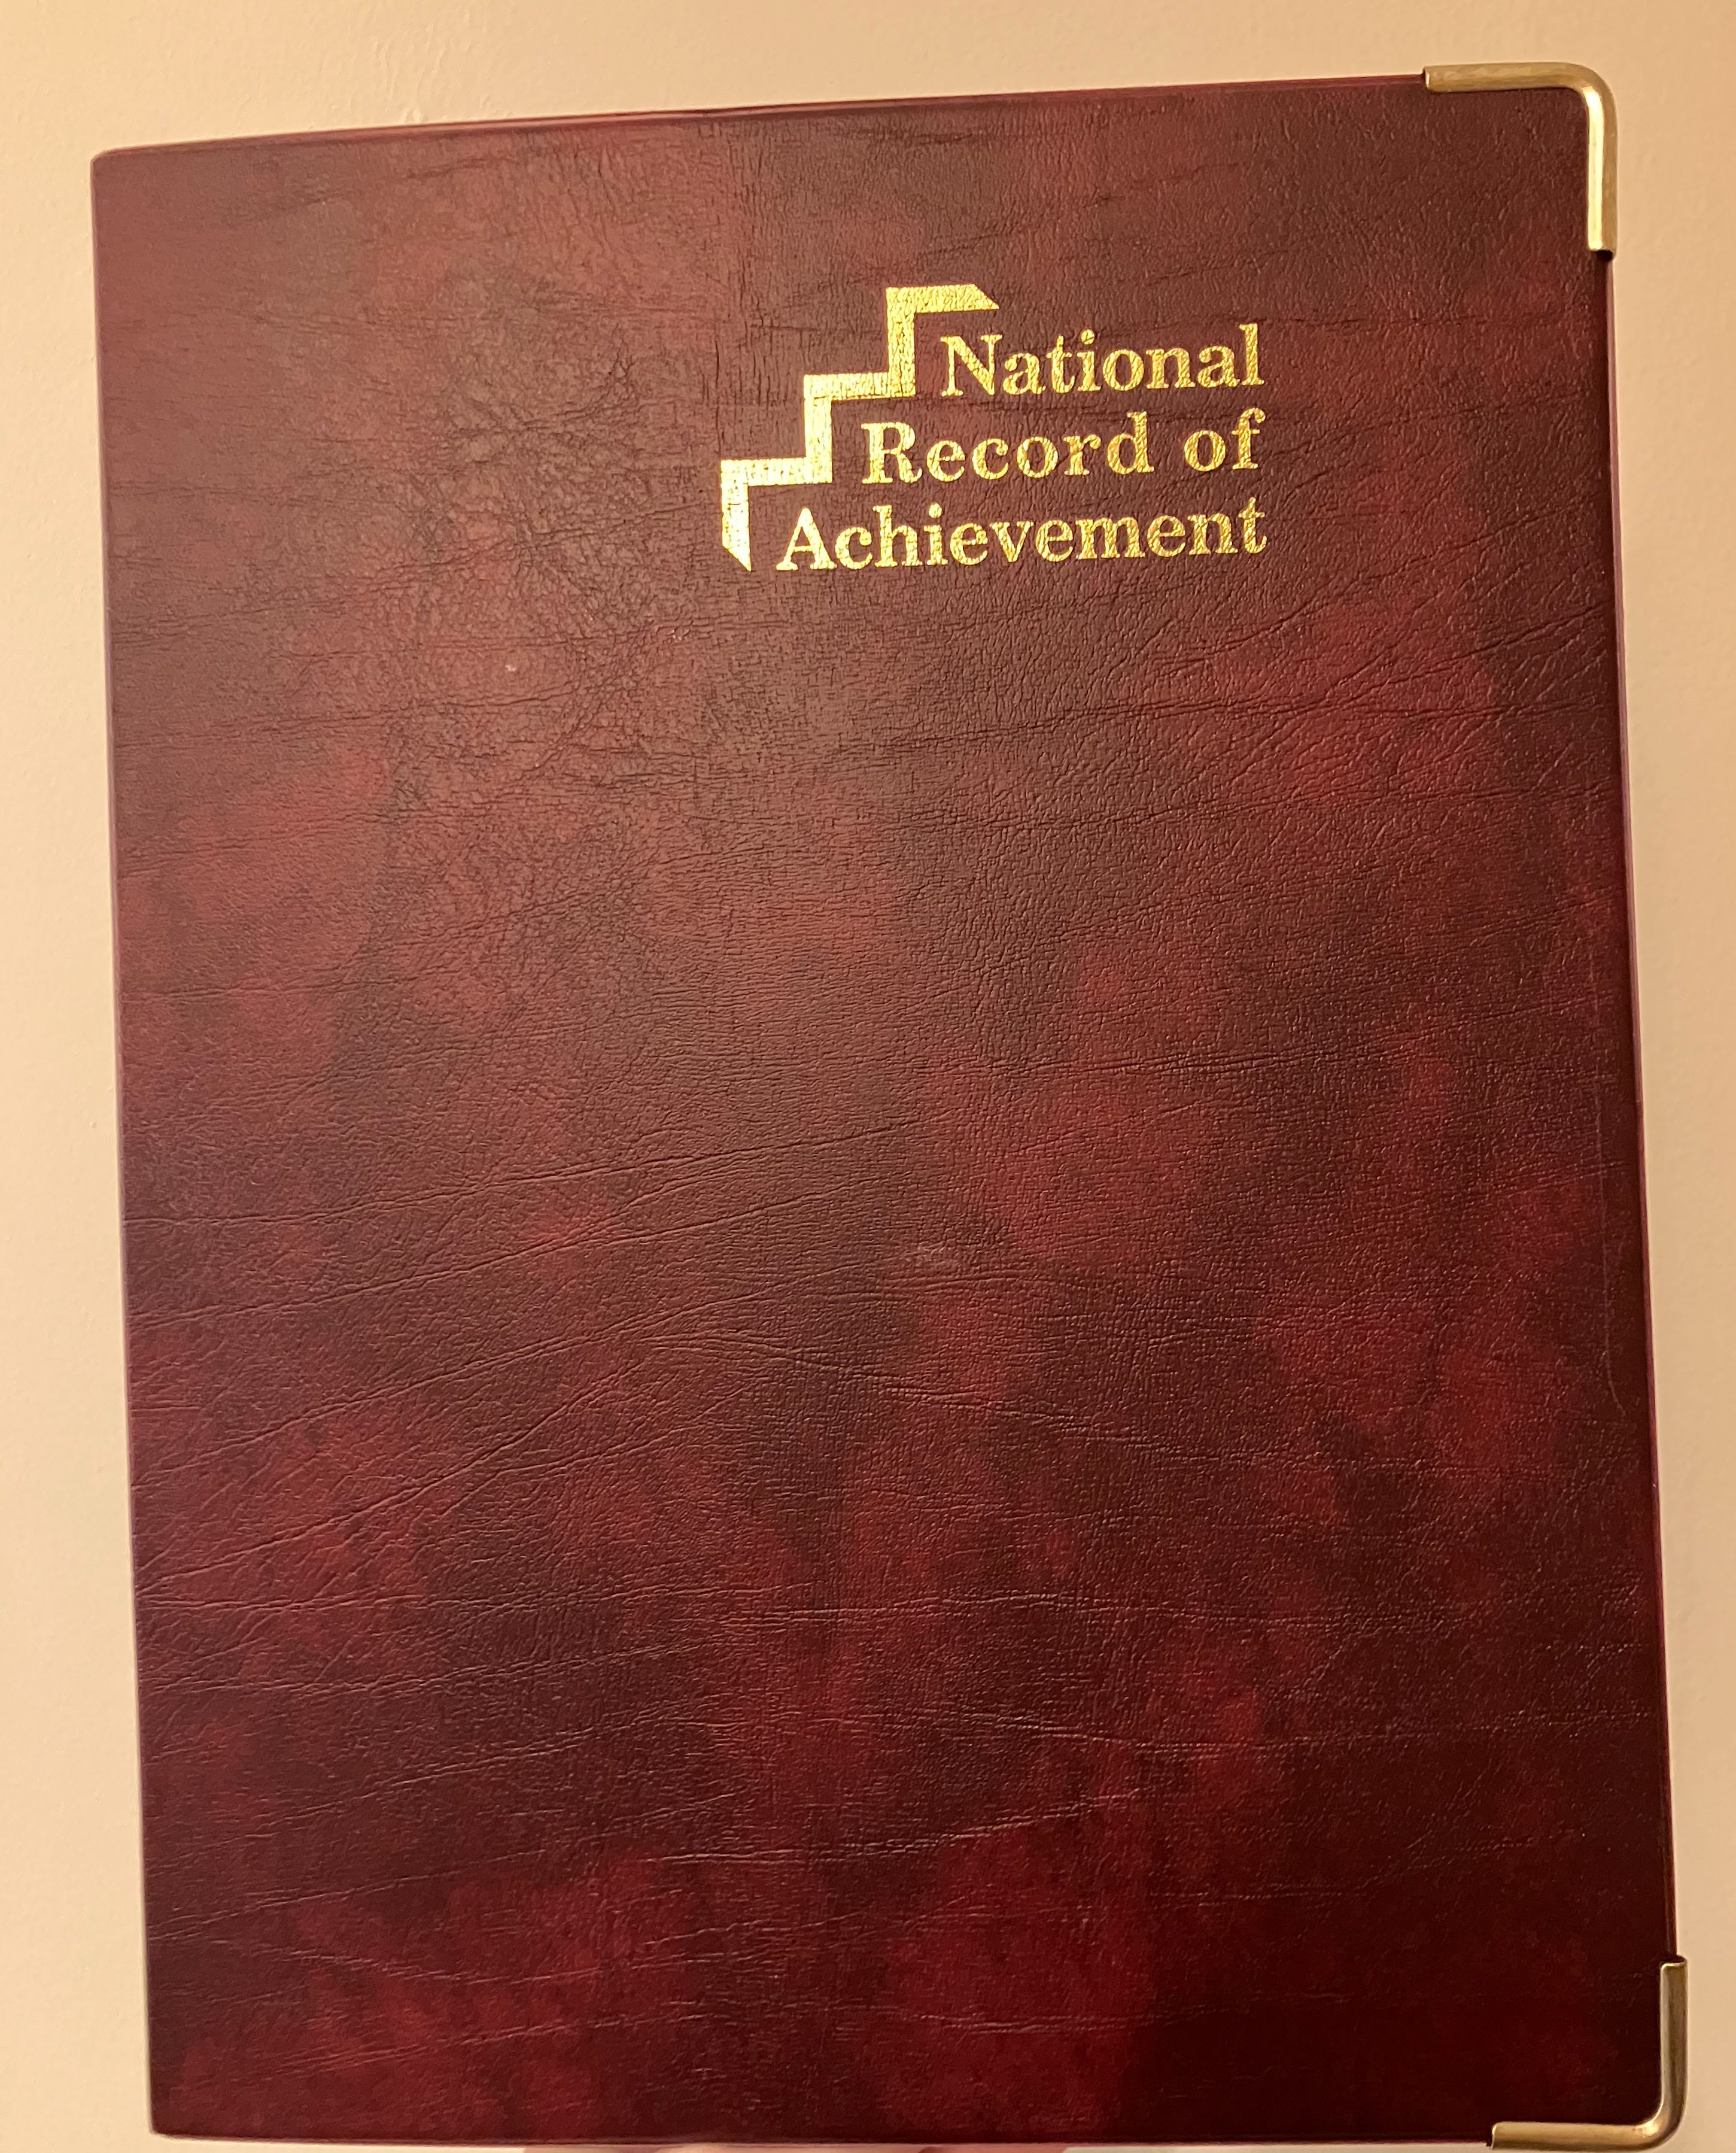 National
Record of
Achievement